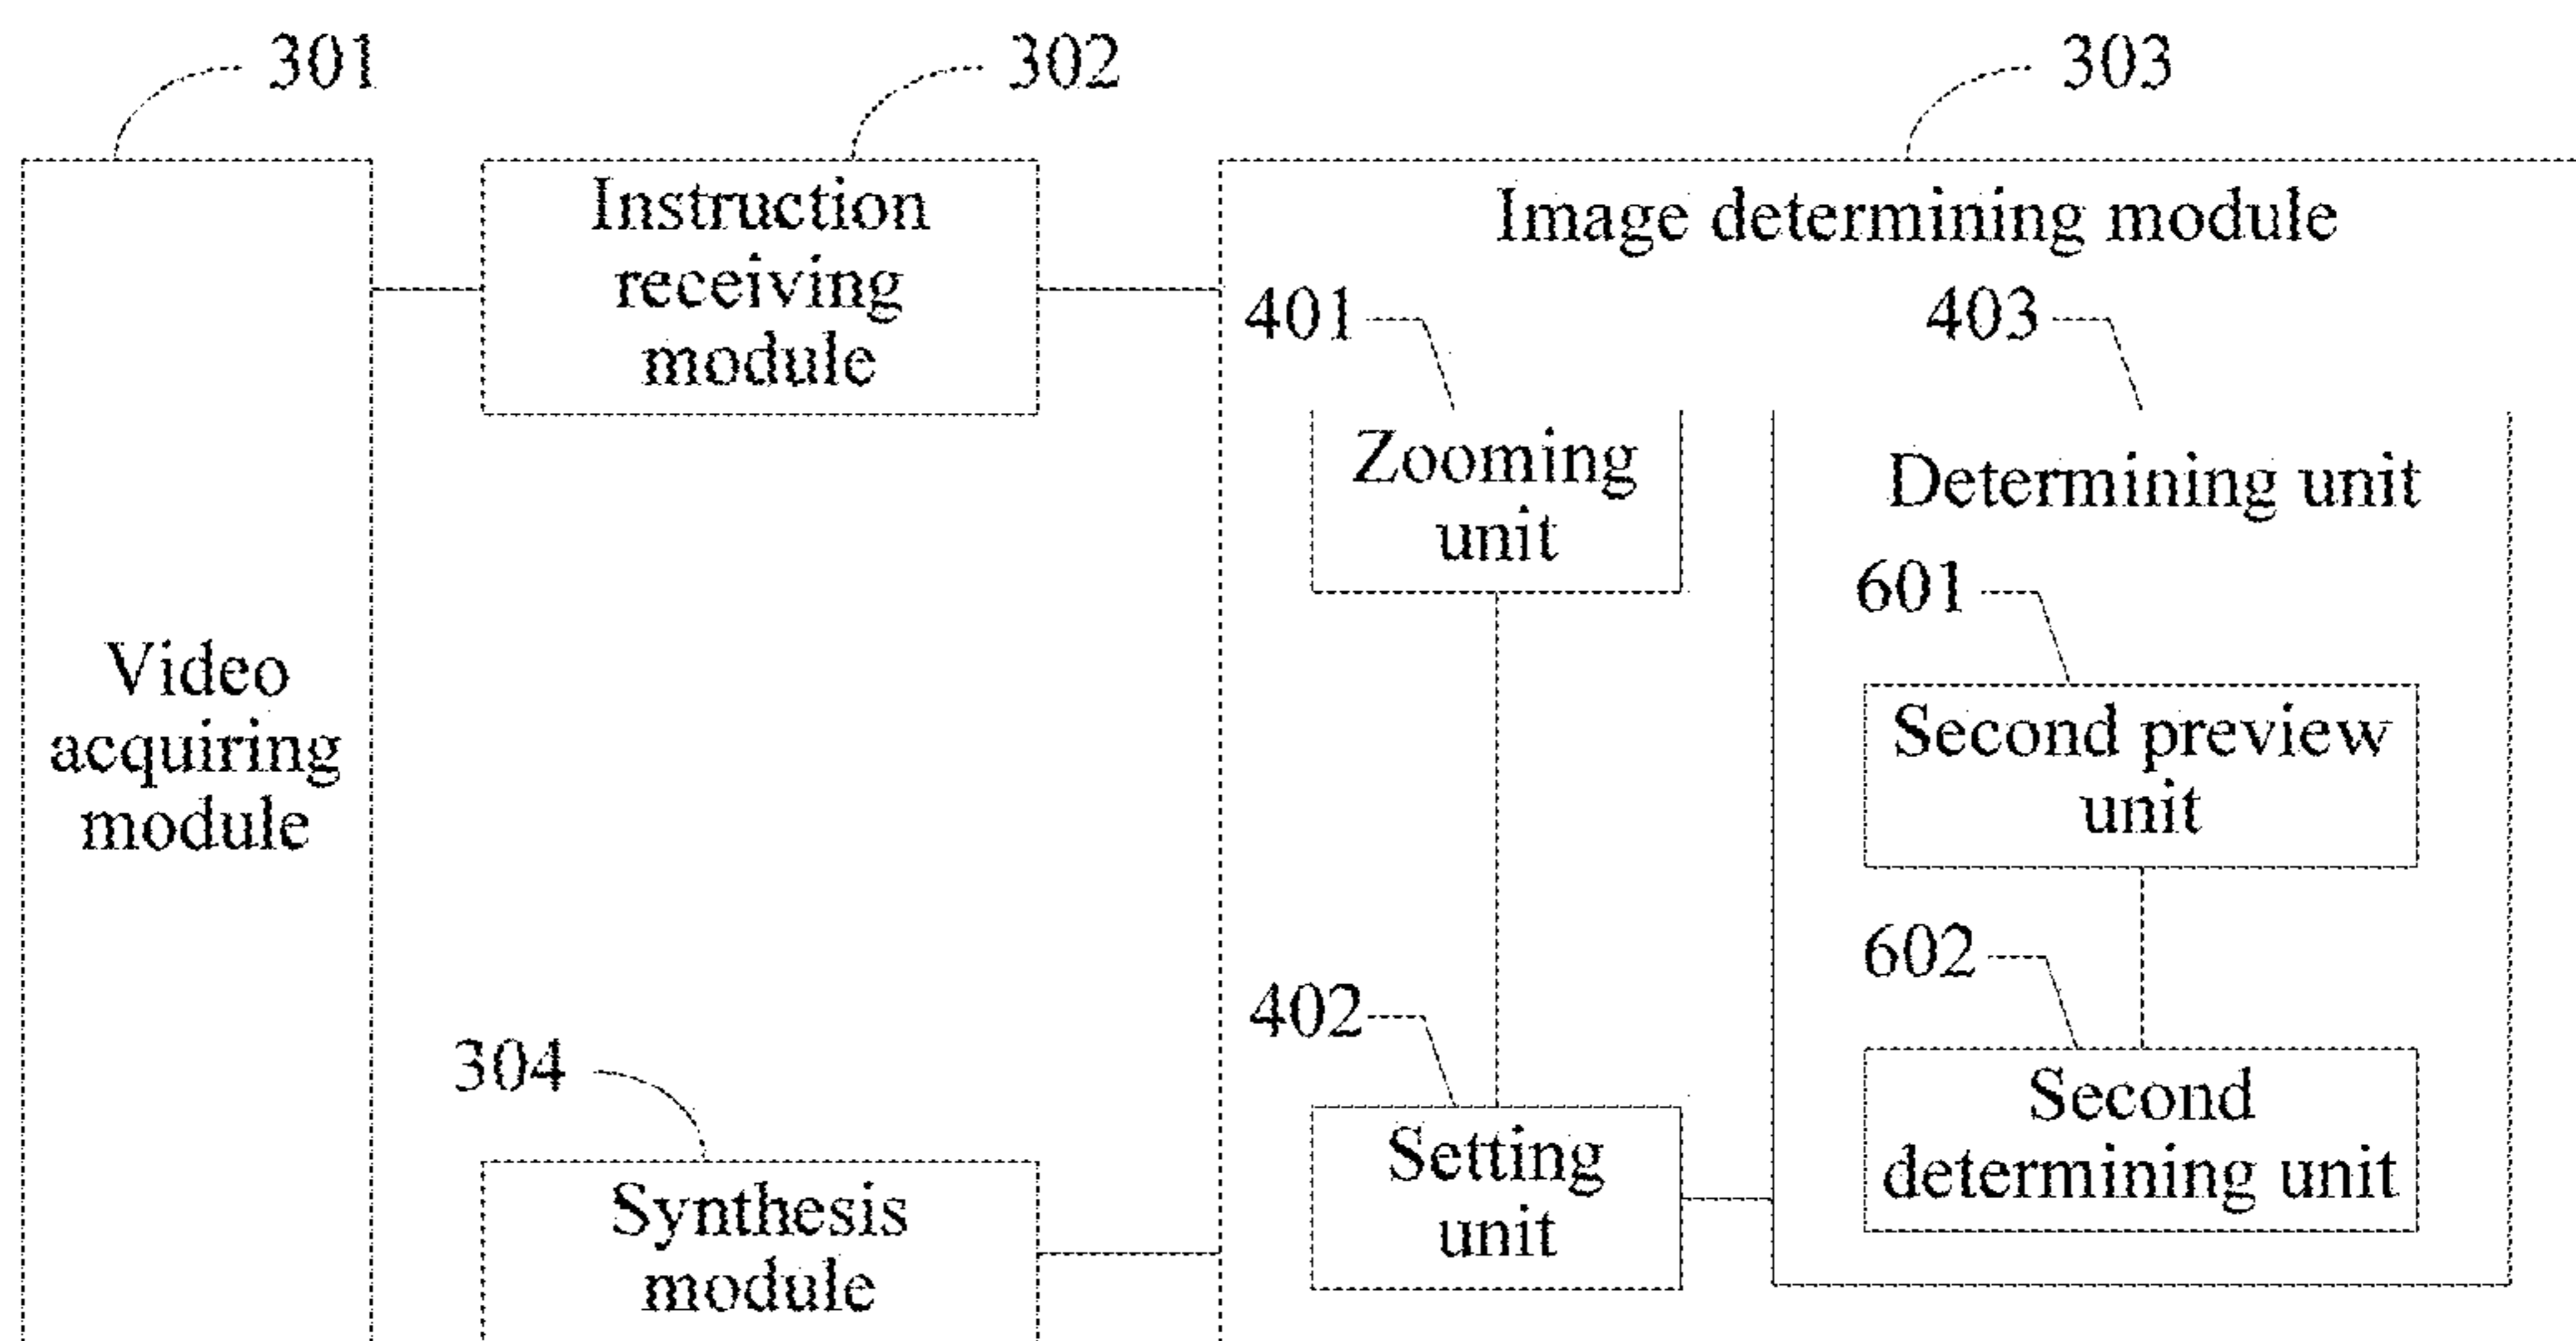 301
302
303
Instruction
receiving
module
Image determining module
401
403
Zooming
unit
Determining unit
601
Video
acquiring
module
Second preview
unit
602
402
304
Second
determining unit
Setting
unit
Synthesis
module